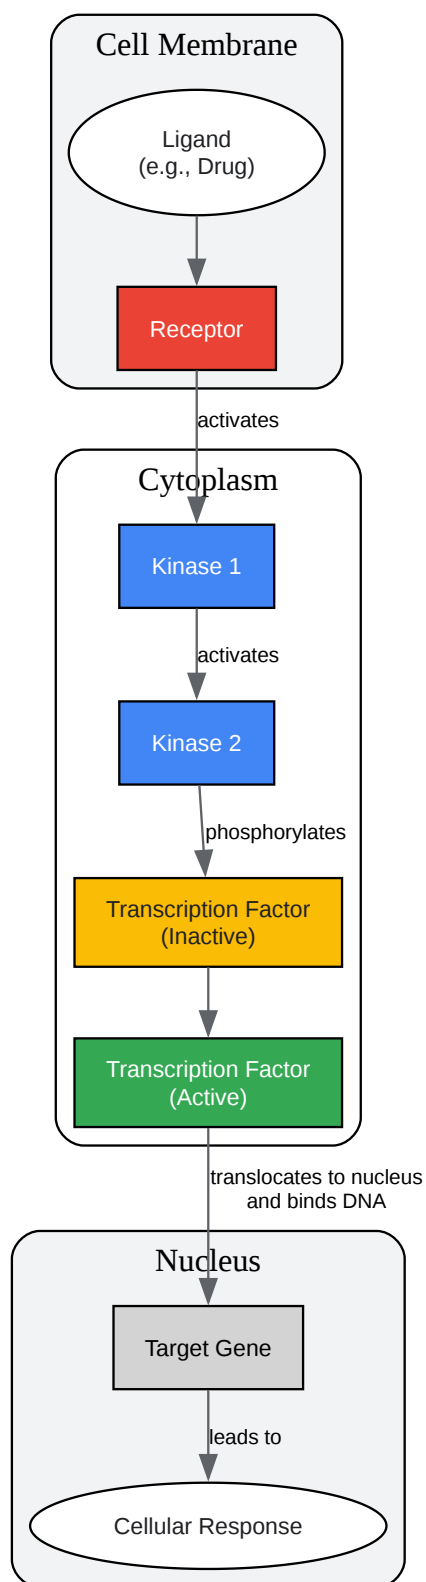 Cell Membrane
Ligand
(e.g., Drug)
Receptor
activates
Cytoplasm
Kinase 1
activates
Kinase 2
phosphorylates
Transcription Factor
(Inactive)
Transcription Factor
(Active)
translocates to nucleus
and binds DNA
Nucleus
Target Gene
leads to
Cellular Response